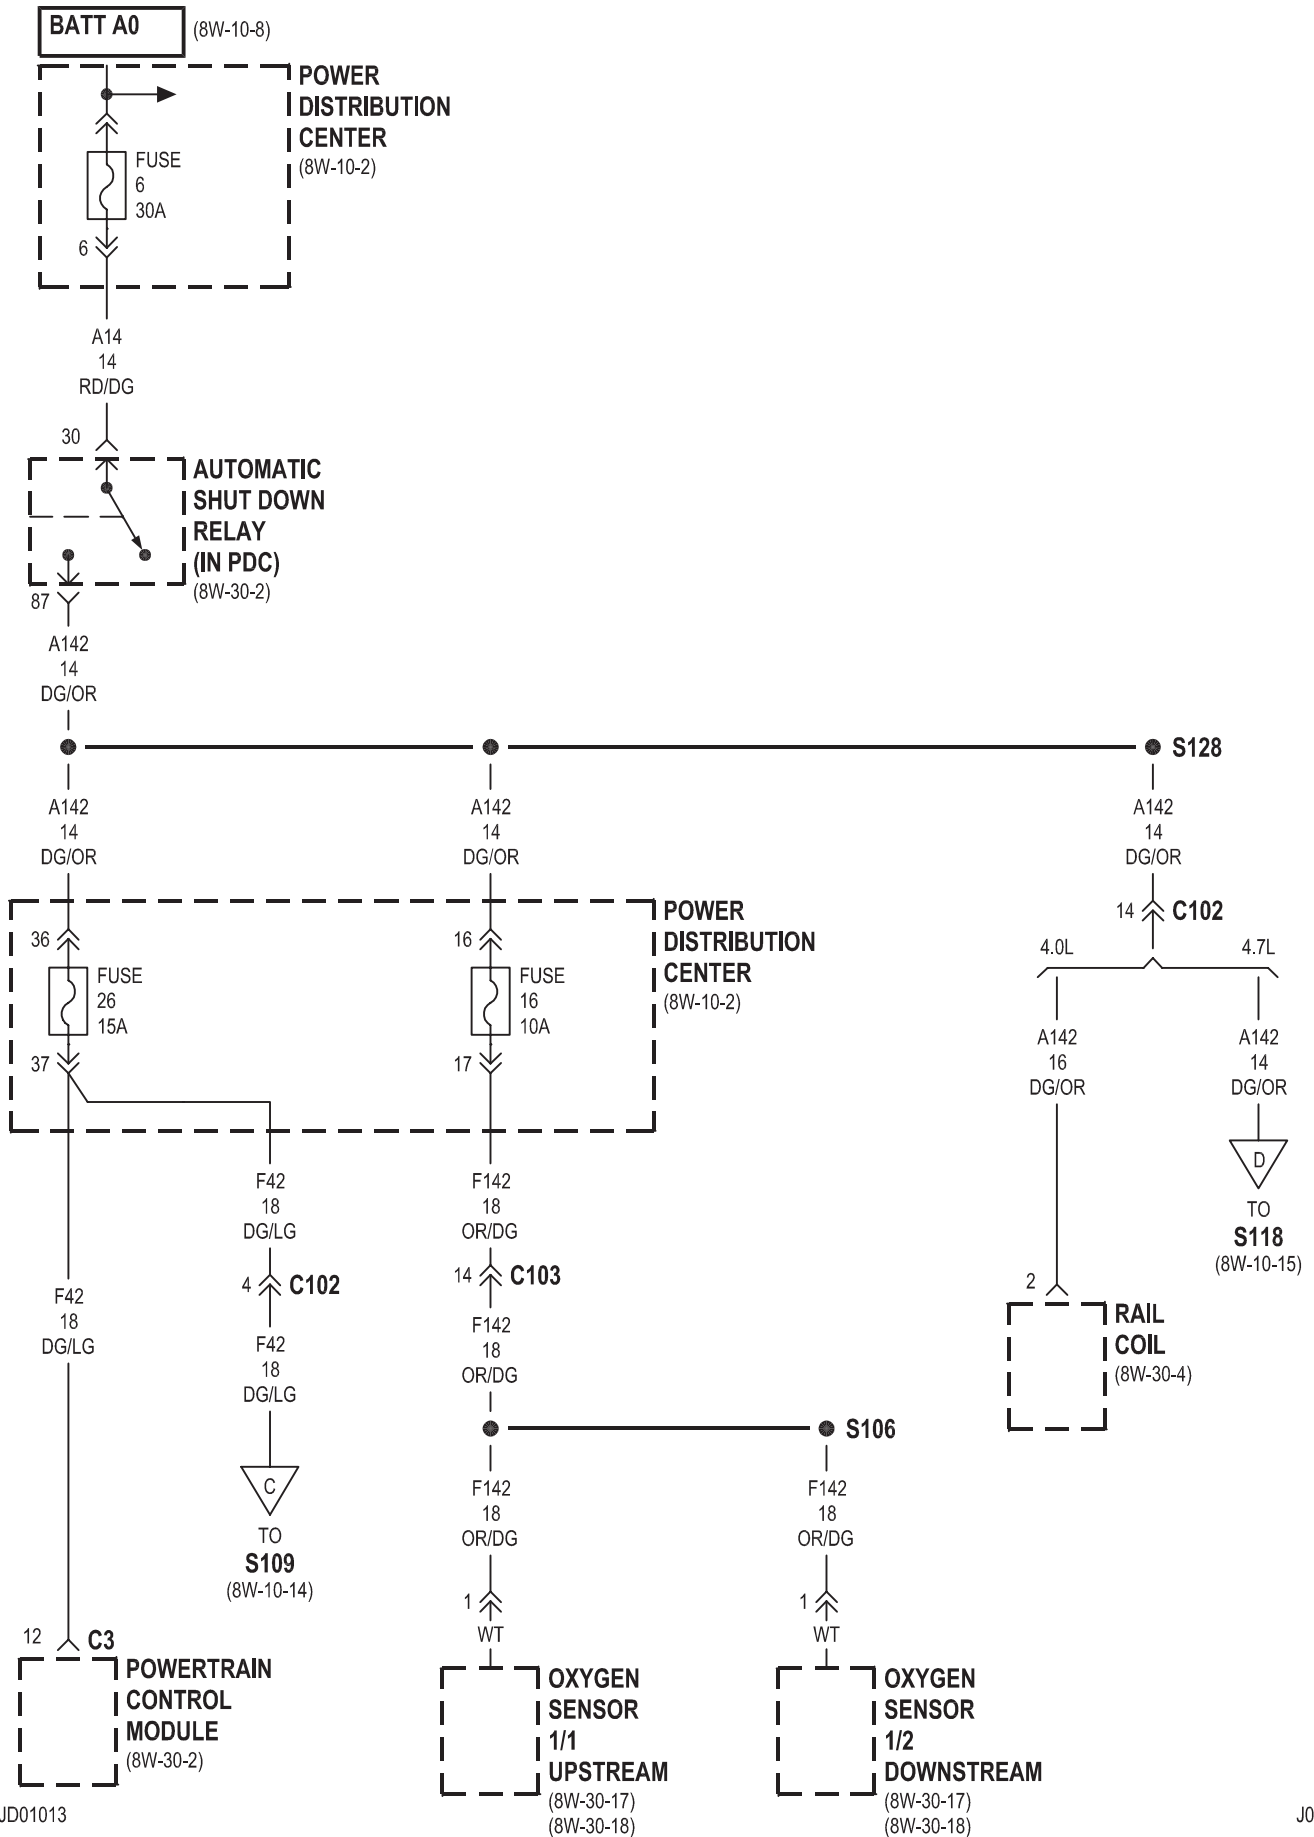 BATT A0 (8W-10-8)
POWER
DISTRIBUTION
CENTER
(8W-10-2)
FUSE
6
30A
6
A14
14
RD/DG
30
AUTOMATIC
SHUT DOWN
RELAY
(IN PDC)
(8W-30-2)
87
A142
14
DG/OR
S128
A142
14
DG/OR
A142
14
DG/OR
A142
14
DG/OR
POWER
DISTRIBUTION
CENTER
(8W-10-2)
36
FUSE
26
15A
37
16
FUSE
16
10A
17
14 C102
4.0L
4.7L
A142
16
DG/OR
A142
14
DG/OR
D
TO
S118
(8W-10-15)
2
RAIL
COIL
(8W-30-4)
F42
18
DG/LG
F42
18
DG/LG
4 C102
F42
18
DG/LG
C
TO
S109
(8W-10-14)
F142
18
OR/DG
14 C103
F142
18
OR/DG
S106
F142
18
OR/DG
F142
18
OR/DG
1
WT
1
WT
12 C3
POWERTRAIN
CONTROL
MODULE
(8W-30-2)
OXYGEN
SENSOR
1/1
UPSTREAM
(8W-30-17)
(8W-30-18)
OXYGEN
SENSOR
1/2
DOWNSTREAM
(8W-30-17)
(8W-30-18)
JD01013
J0